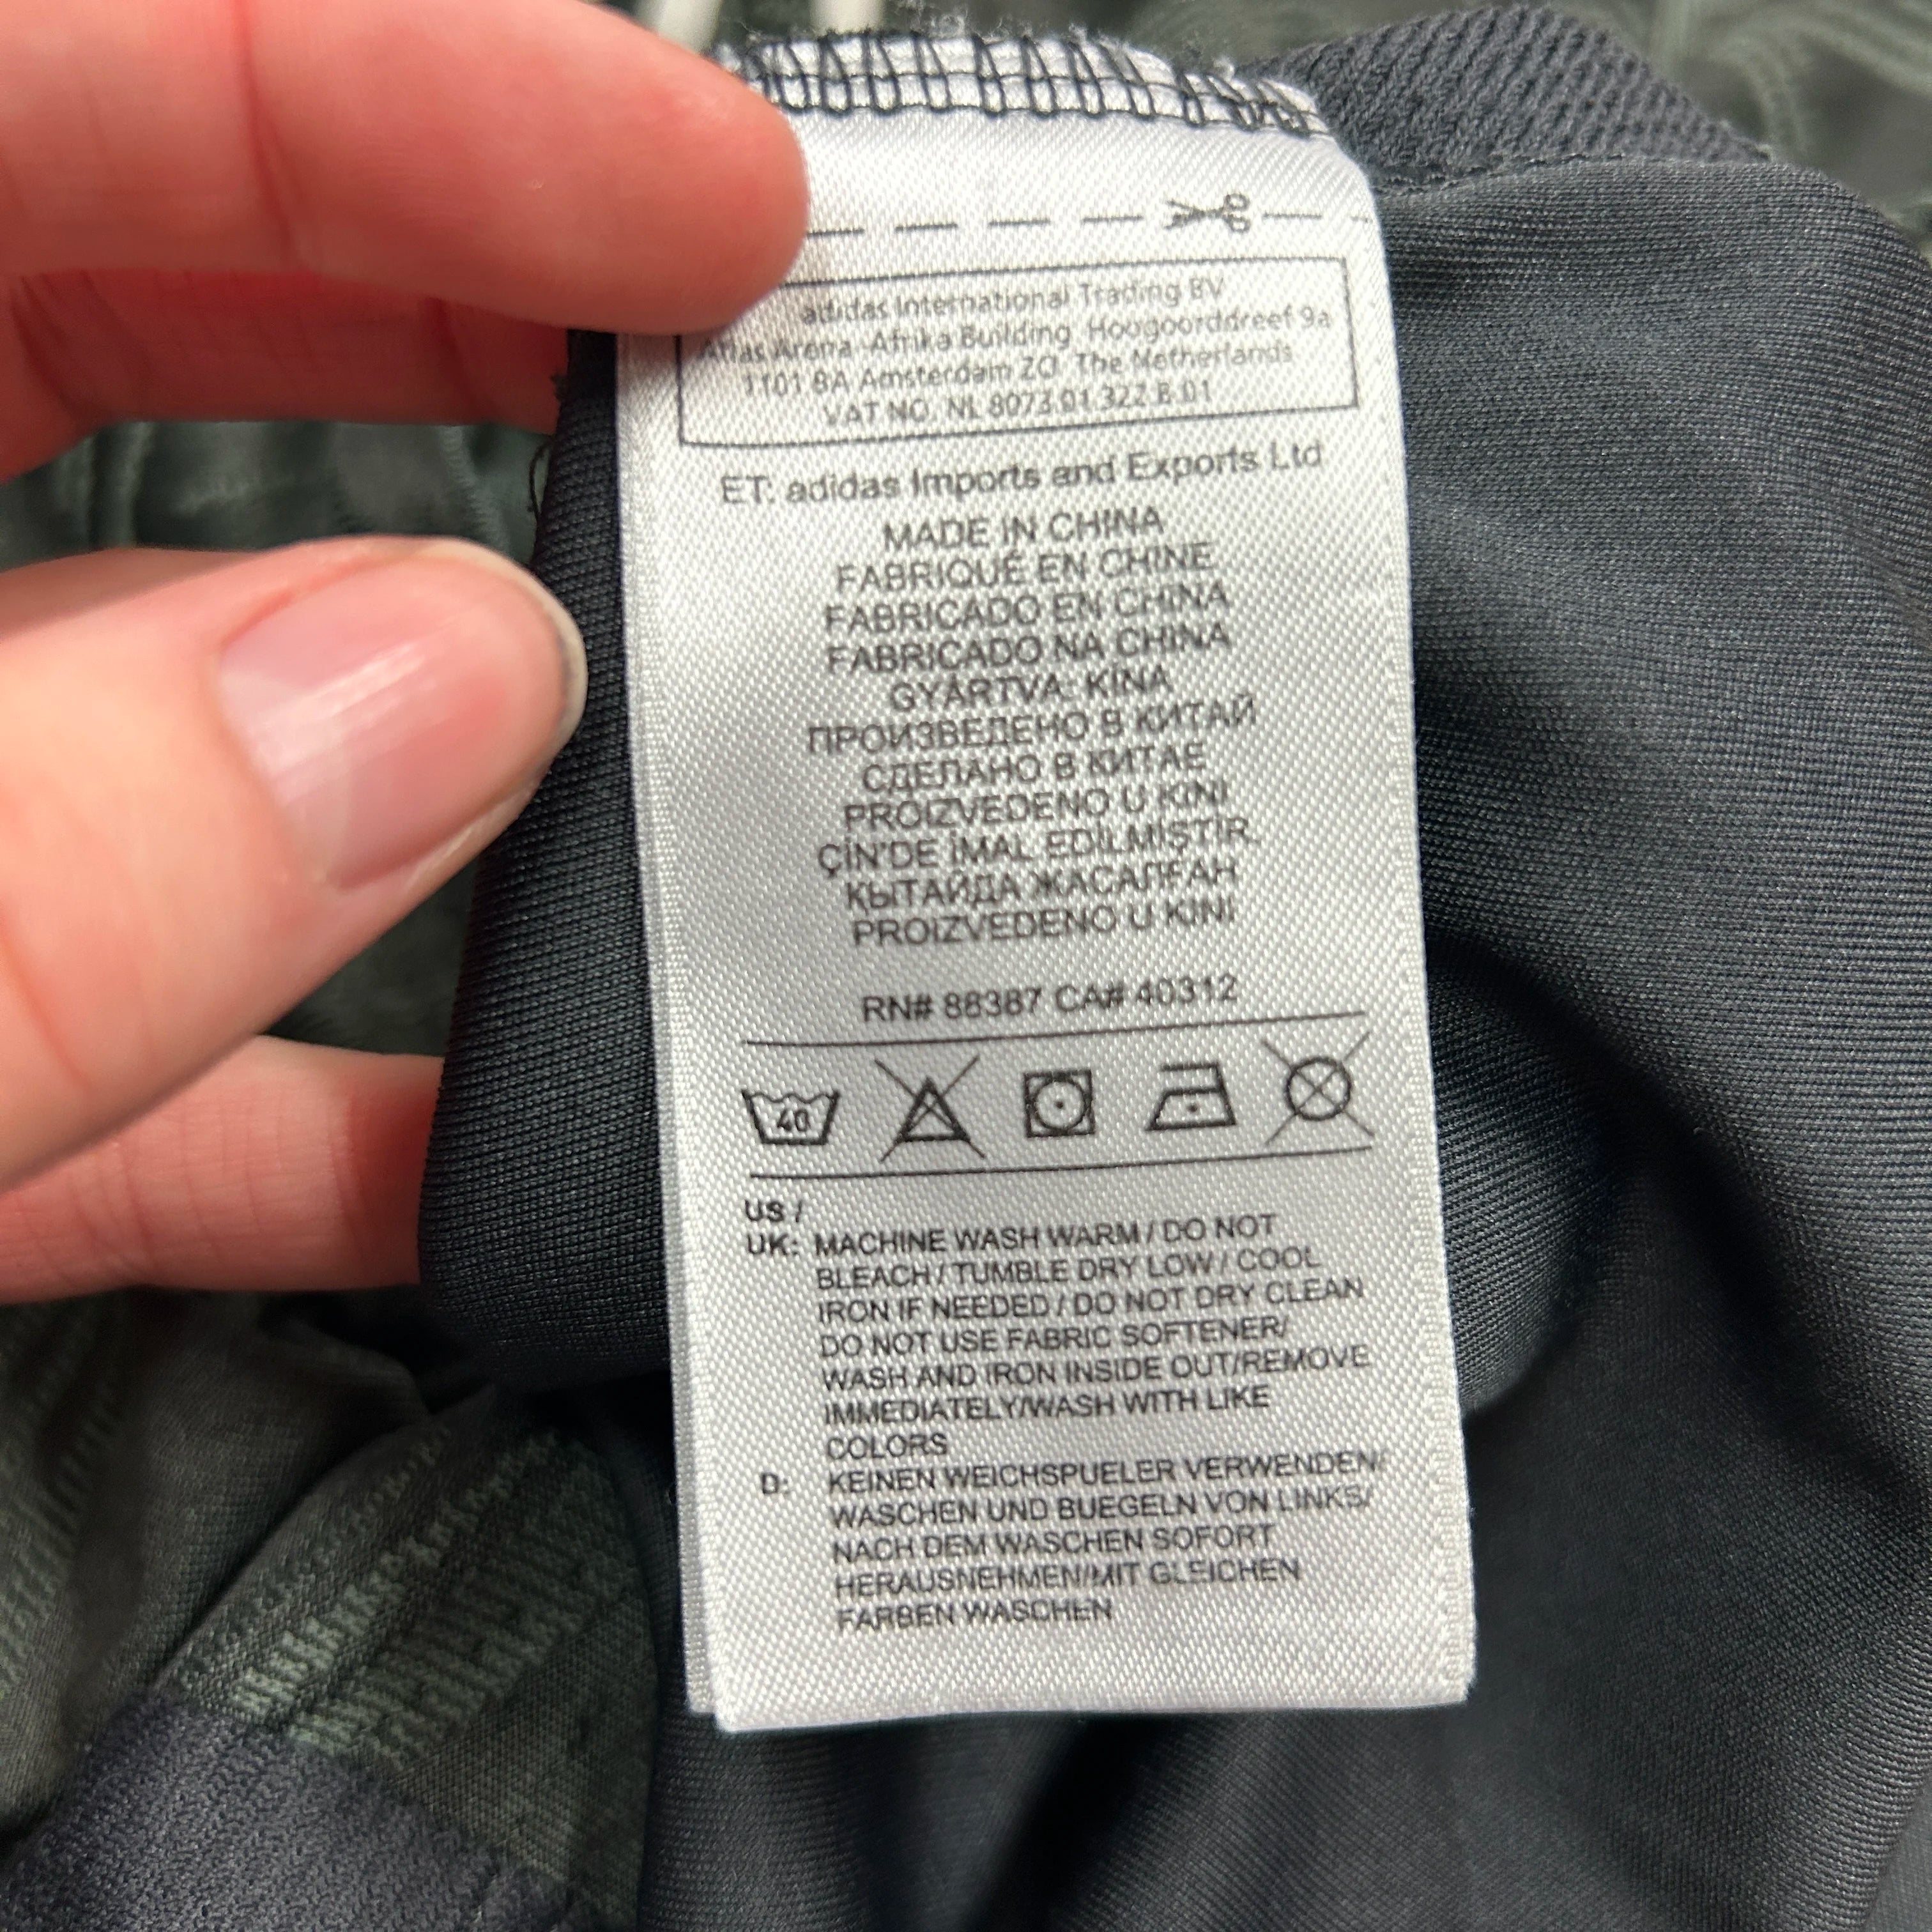 adidas International Trading BV
Atlas Arena Afrika Building Hoogoorddreef 9a
1101 BA Amsterdam ZO The Netherlands
VAT NO. NL 8073.01.322.B.01
ET: adidas Imports and Exports Ltd
MADE IN CHINA
FABRIQUÉ EN CHINE
FABRICADO EN CHINA
FABRICADO NA CHINA
GYÁRTVA: KÍNA
ПРОИЗВЕДЕНО В КИТАЙ
СДЕЛАНО В КИТАЕ
PROIZVEDENO U KINI
ÇİN'DE İMAL EDİLMİŞTİR.
ҚЫТАЙДА ЖАСАЛҒАН
PROIZVEDENO U KINI
RN# 88387 CA# 40312
40
US /
UK: MACHINE WASH WARM / DO NOT
BLEACH / TUMBLE DRY LOW / COOL
IRON IF NEEDED / DO NOT DRY CLEAN
DO NOT USE FABRIC SOFTENER/
WASH AND IRON INSIDE OUT/REMOVE
IMMEDIATELY/WASH WITH LIKE
COLORS
D: KEINEN WEICHSPUELER VERWENDEN/
WASCHEN UND BUEGELN VON LINKS/
NACH DEM WASCHEN SOFORT
HERAUSNEHMEN/MIT GLEICHEN
FARBEN WASCHEN